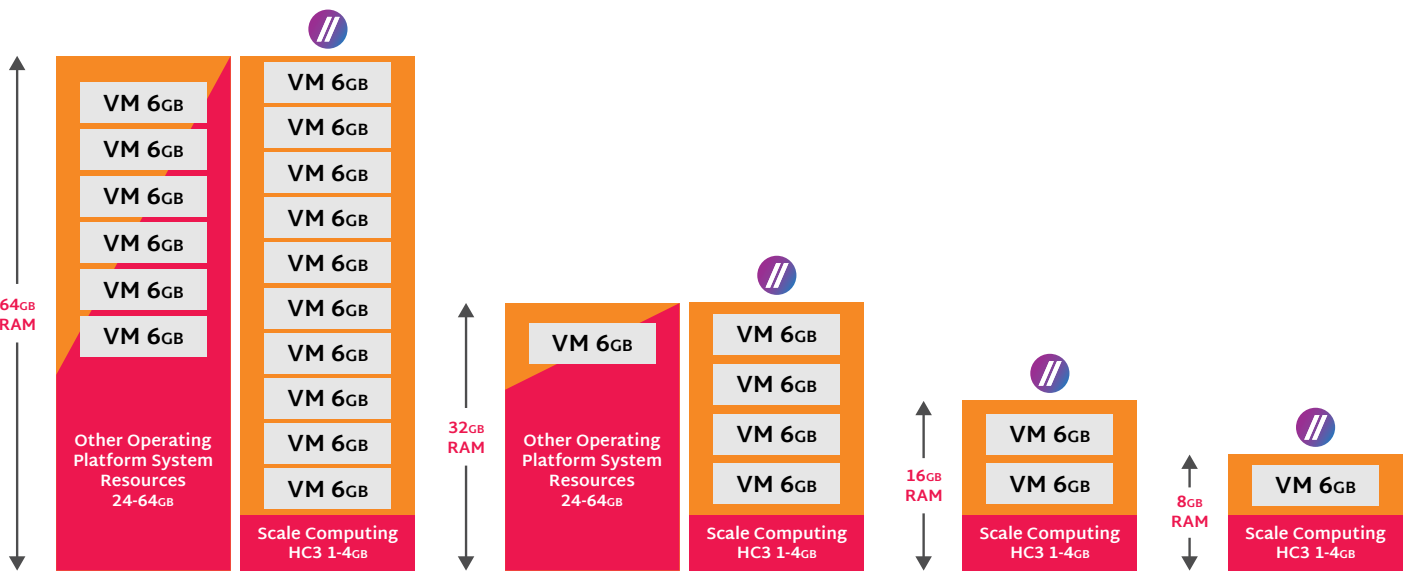 64GB
RAM
VM 6GB
VM 6GB
VM 6GB
VM 6GB
VM 6GB
VM 6GB
Other Operating
Platform System
Resources
24-64GB
VM 6GB
VM 6GB
VM 6GB
VM 6GB
VM 6GB
VM 6GB
VM 6GB
VM 6GB
VM 6GB
VM 6GB
Scale Computing
HC3 1-4GB
32GB
RAM
VM 6GB
Other Operating
Platform System
Resources
24-64GB
VM 6GB
VM 6GB
VM 6GB
VM 6GB
Scale Computing
HC3 1-4GB
16GB
RAM
VM 6GB
VM 6GB
Scale Computing
HC3 1-4GB
8GB
RAM
VM 6GB
Scale Computing
HC3 1-4GB